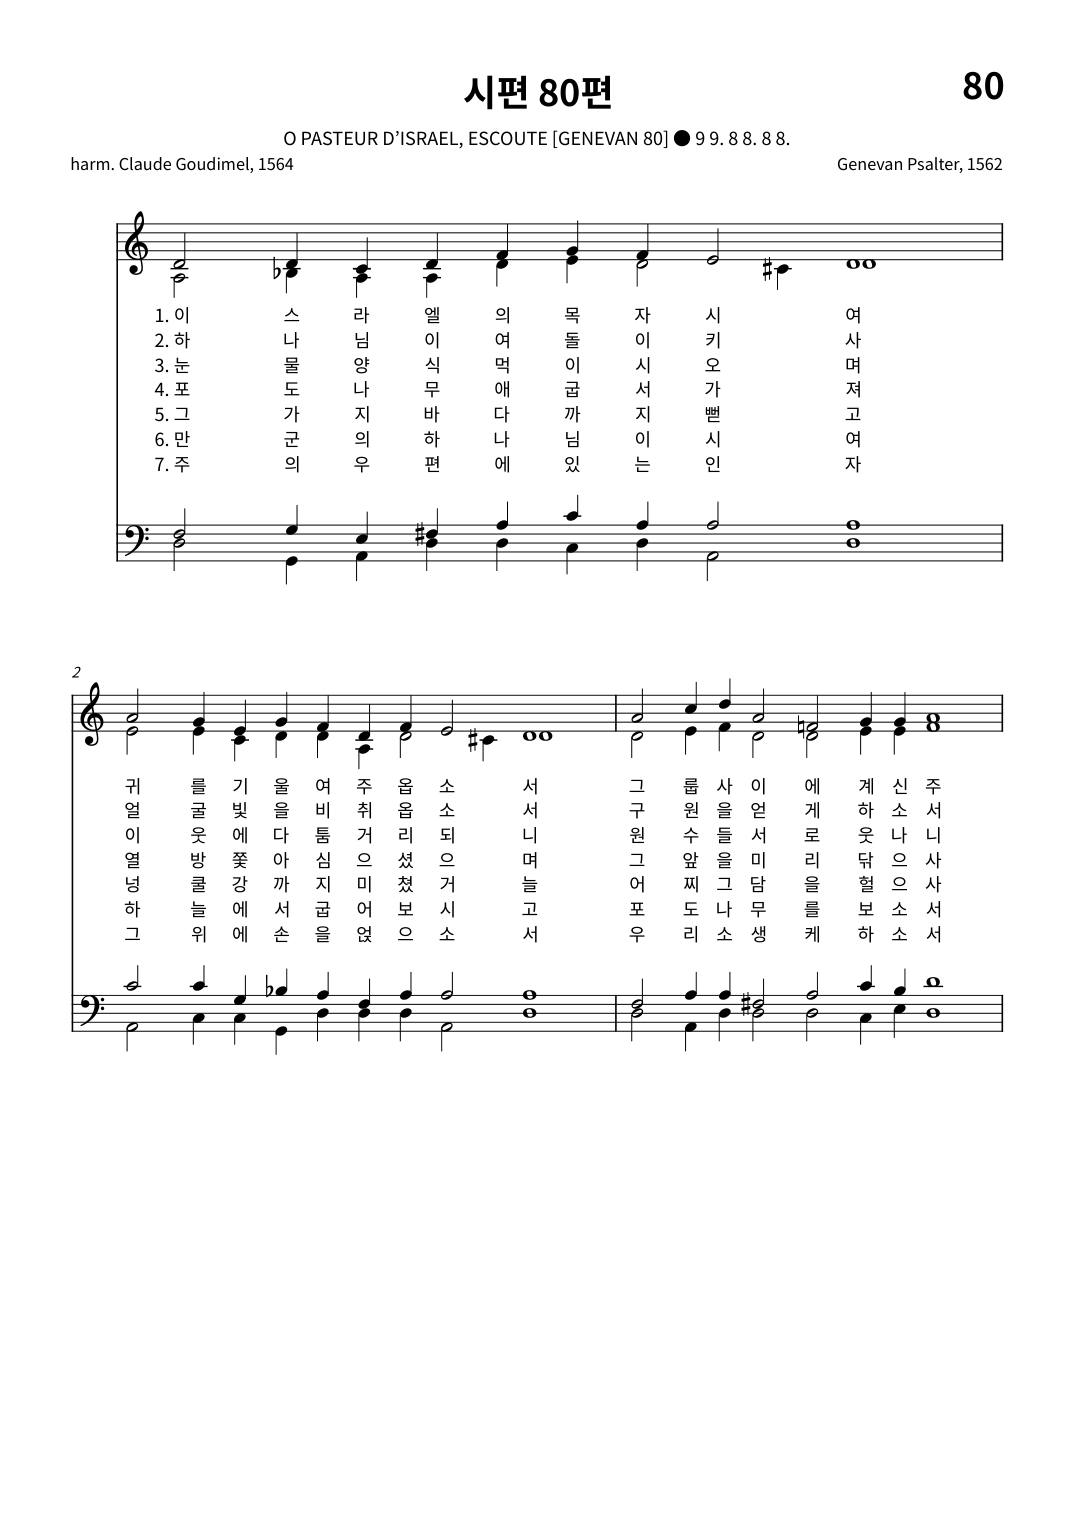 시편 80편
80
O PASTEUR D’ISRAEL, ESCOUTE [GENEVAN 80] ● 9 9. 8 8. 8 8.
harm. Claude Goudimel, 1564
Genevan Psalter, 1562
1. 이 스 라 엘 의 목 자 시 여
2. 하 나 님 이 여 돌 이 키 사
3. 눈 물 양 식 먹 이 시 오 며
4. 포 도 나 무 애 굽 서 가 져
5. 그 가 지 바 다 까 지 뻗 고
6. 만 군 의 하 나 님 이 시 여
7. 주 의 우 편 에 있 는 인 자
2
귀 를 기 울 여 주 옵 소 서 그 룹 사 이 에 계 신 주
얼 굴 빛 을 비 취 옵 소 서 구 원 을 얻 게 하 소 서
이 웃 에 다 툼 거 리 되 니 원 수 들 서 로 웃 나 니
열 방 쫓 아 심 으 셨 으 며 그 앞 을 미 리 닦 으 사
넝 쿨 강 까 지 미 쳤 거 늘 어 찌 그 담 을 헐 으 사
하 늘 에 서 굽 어 보 시 고 포 도 나 무 를 보 소 서
그 위 에 손 을 얹 으 소 서 우 리 소 생 케 하 소 서